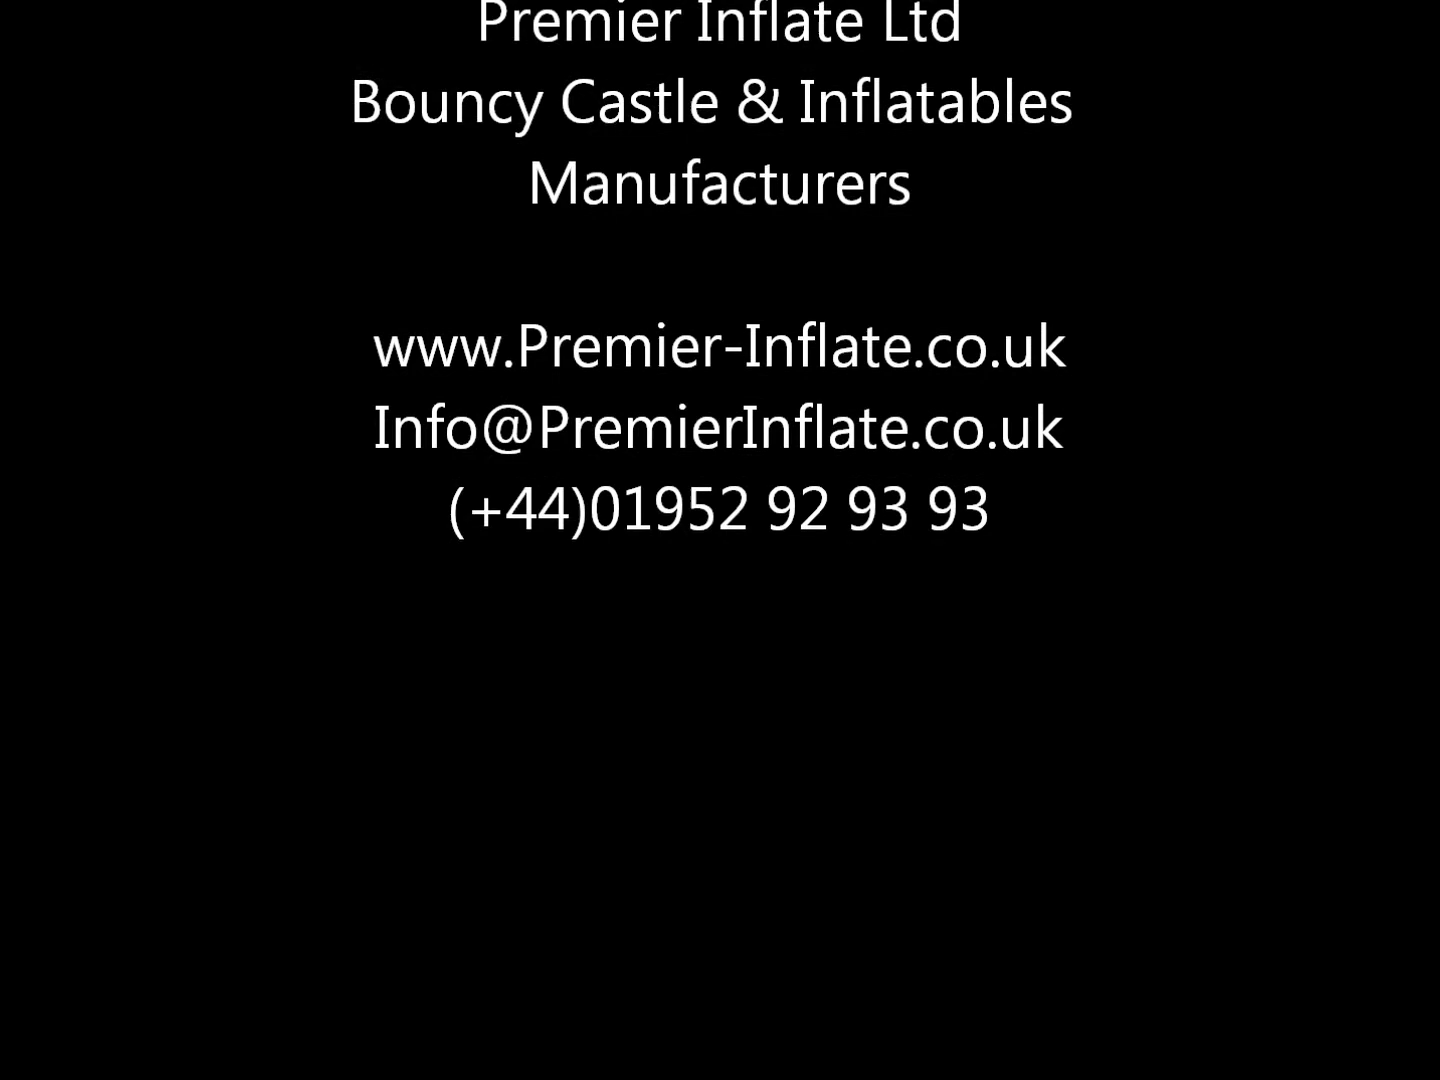 Premier Inflate Ltd
Bouncy Castle & Inflatables
Manufacturers
www.Premier-Inflate.co.uk
Info@PremierInflate.co.uk
(+44)01952 92 93 93